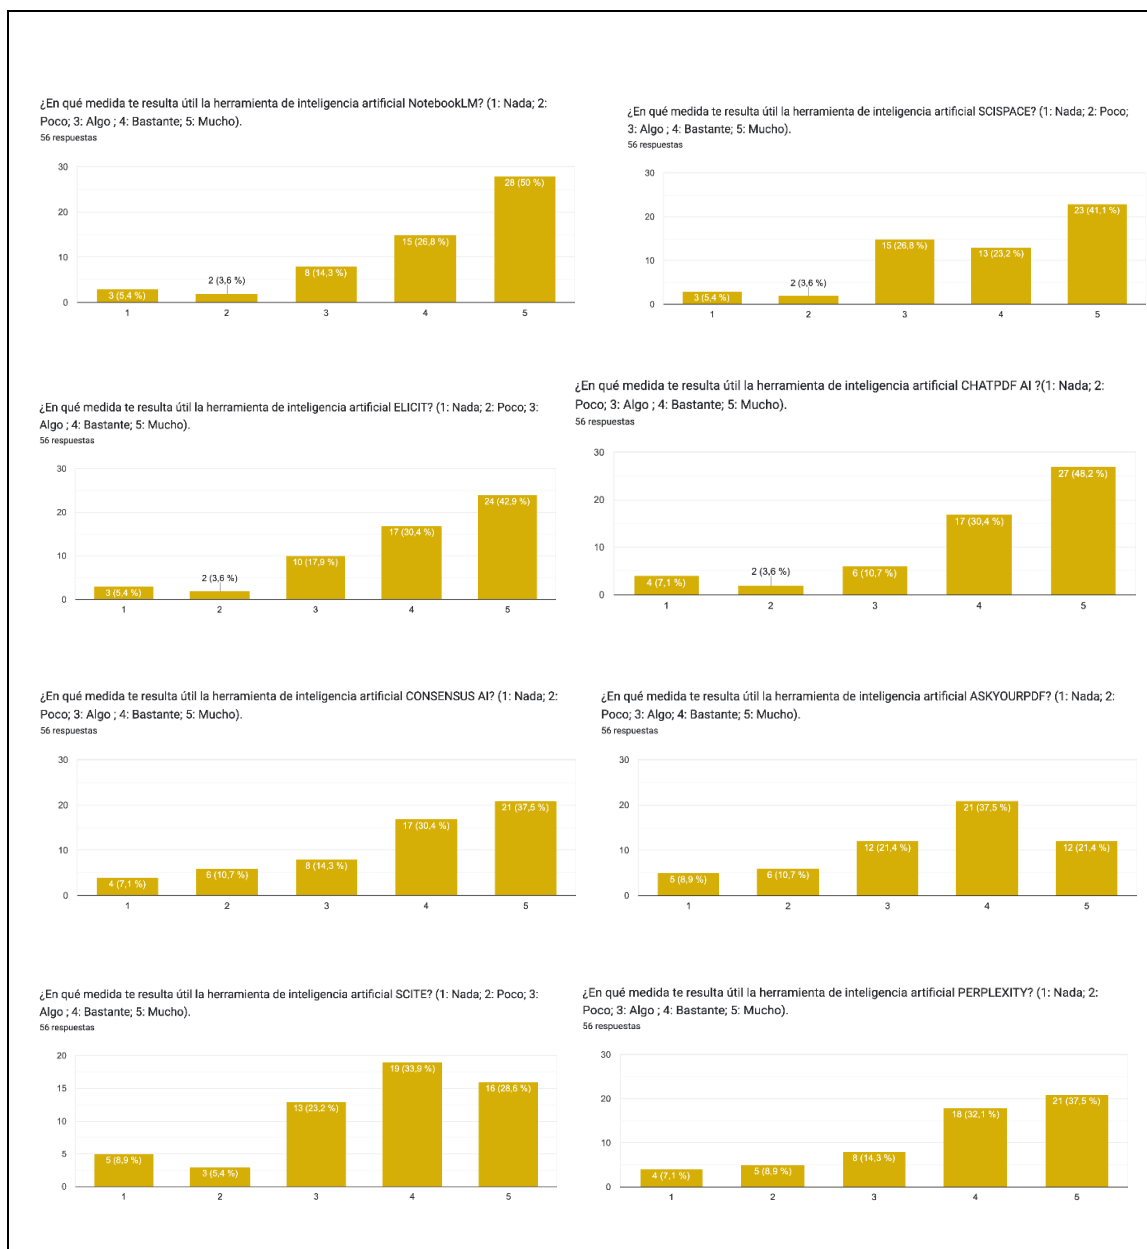 ¿En qué medida te resulta útil la herramienta de inteligencia artificial NotebookLM? (1: Nada; 2:
Poco; 3: Algo ; 4: Bastante; 5: Mucho).
56 respuestas
30
20
10
0
3 (5,4 %)
2 (3,6 %)
8 (14,3 %)
15 (26,8 %)
28 (50 %)
1
2
3
4
5
¿En qué medida te resulta útil la herramienta de inteligencia artificial SCISPACE? (1: Nada; 2: Poco;
3: Algo ; 4: Bastante; 5: Mucho).
56 respuestas
30
20
10
0
3 (5,4 %)
2 (3,6 %)
15 (26,8 %)
13 (23,2 %)
23 (41,1 %)
1
2
3
4
5
¿En qué medida te resulta útil la herramienta de inteligencia artificial ELICIT? (1: Nada; 2: Poco; 3:
Algo ; 4: Bastante; 5: Mucho).
56 respuestas
30
20
10
0
3 (5,4 %)
2 (3,6 %)
10 (17,9 %)
17 (30,4 %)
24 (42,9 %)
1
2
3
4
5
¿En qué medida te resulta útil la herramienta de inteligencia artificial CHATPDF AI ?(1: Nada; 2:
Poco; 3: Algo ; 4: Bastante; 5: Mucho).
56 respuestas
30
20
10
0
4 (7,1 %)
2 (3,6 %)
6 (10,7 %)
17 (30,4 %)
27 (48,2 %)
1
2
3
4
5
¿En qué medida te resulta útil la herramienta de inteligencia artificial CONSENSUS AI? (1: Nada; 2:
Poco; 3: Algo ; 4: Bastante; 5: Mucho).
56 respuestas
30
20
10
0
4 (7,1 %)
6 (10,7 %)
8 (14,3 %)
17 (30,4 %)
21 (37,5 %)
1
2
3
4
5
¿En qué medida te resulta útil la herramienta de inteligencia artificial ASKYOURPDF? (1: Nada; 2:
Poco; 3: Algo; 4: Bastante; 5: Mucho).
56 respuestas
30
20
10
0
5 (8,9 %)
6 (10,7 %)
12 (21,4 %)
21 (37,5 %)
12 (21,4 %)
1
2
3
4
5
¿En qué medida te resulta útil la herramienta de inteligencia artificial SCITE? (1: Nada; 2: Poco; 3:
Algo ; 4: Bastante; 5: Mucho).
56 respuestas
20
15
10
5
0
5 (8,9 %)
3 (5,4 %)
13 (23,2 %)
19 (33,9 %)
16 (28,6 %)
1
2
3
4
5
¿En qué medida te resulta útil la herramienta de inteligencia artificial PERPLEXITY? (1: Nada; 2:
Poco; 3: Algo ; 4: Bastante; 5: Mucho).
56 respuestas
30
20
10
0
4 (7,1 %)
5 (8,9 %)
8 (14,3 %)
18 (32,1 %)
21 (37,5 %)
1
2
3
4
5